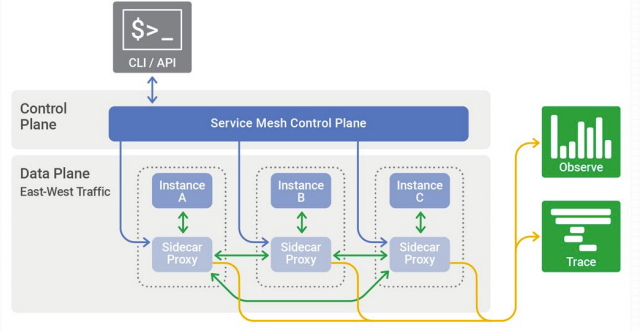 $>_
CLI / API
Control
Plane
Service Mesh Control Plane
Data Plane
East-West Traffic
Instance
A
Instance
B
Instance
C
Sidecar
Proxy
Sidecar
Proxy
Sidecar
Proxy
Observe
Trace